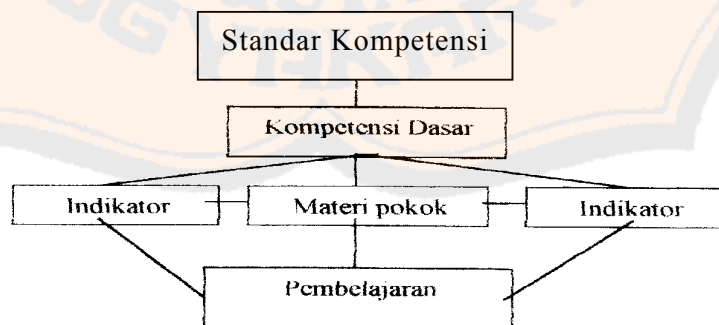 Standar Kompetensi
Kompetensi Dasar
Indikator
Materi pokok
Indikator
Pembelajaran